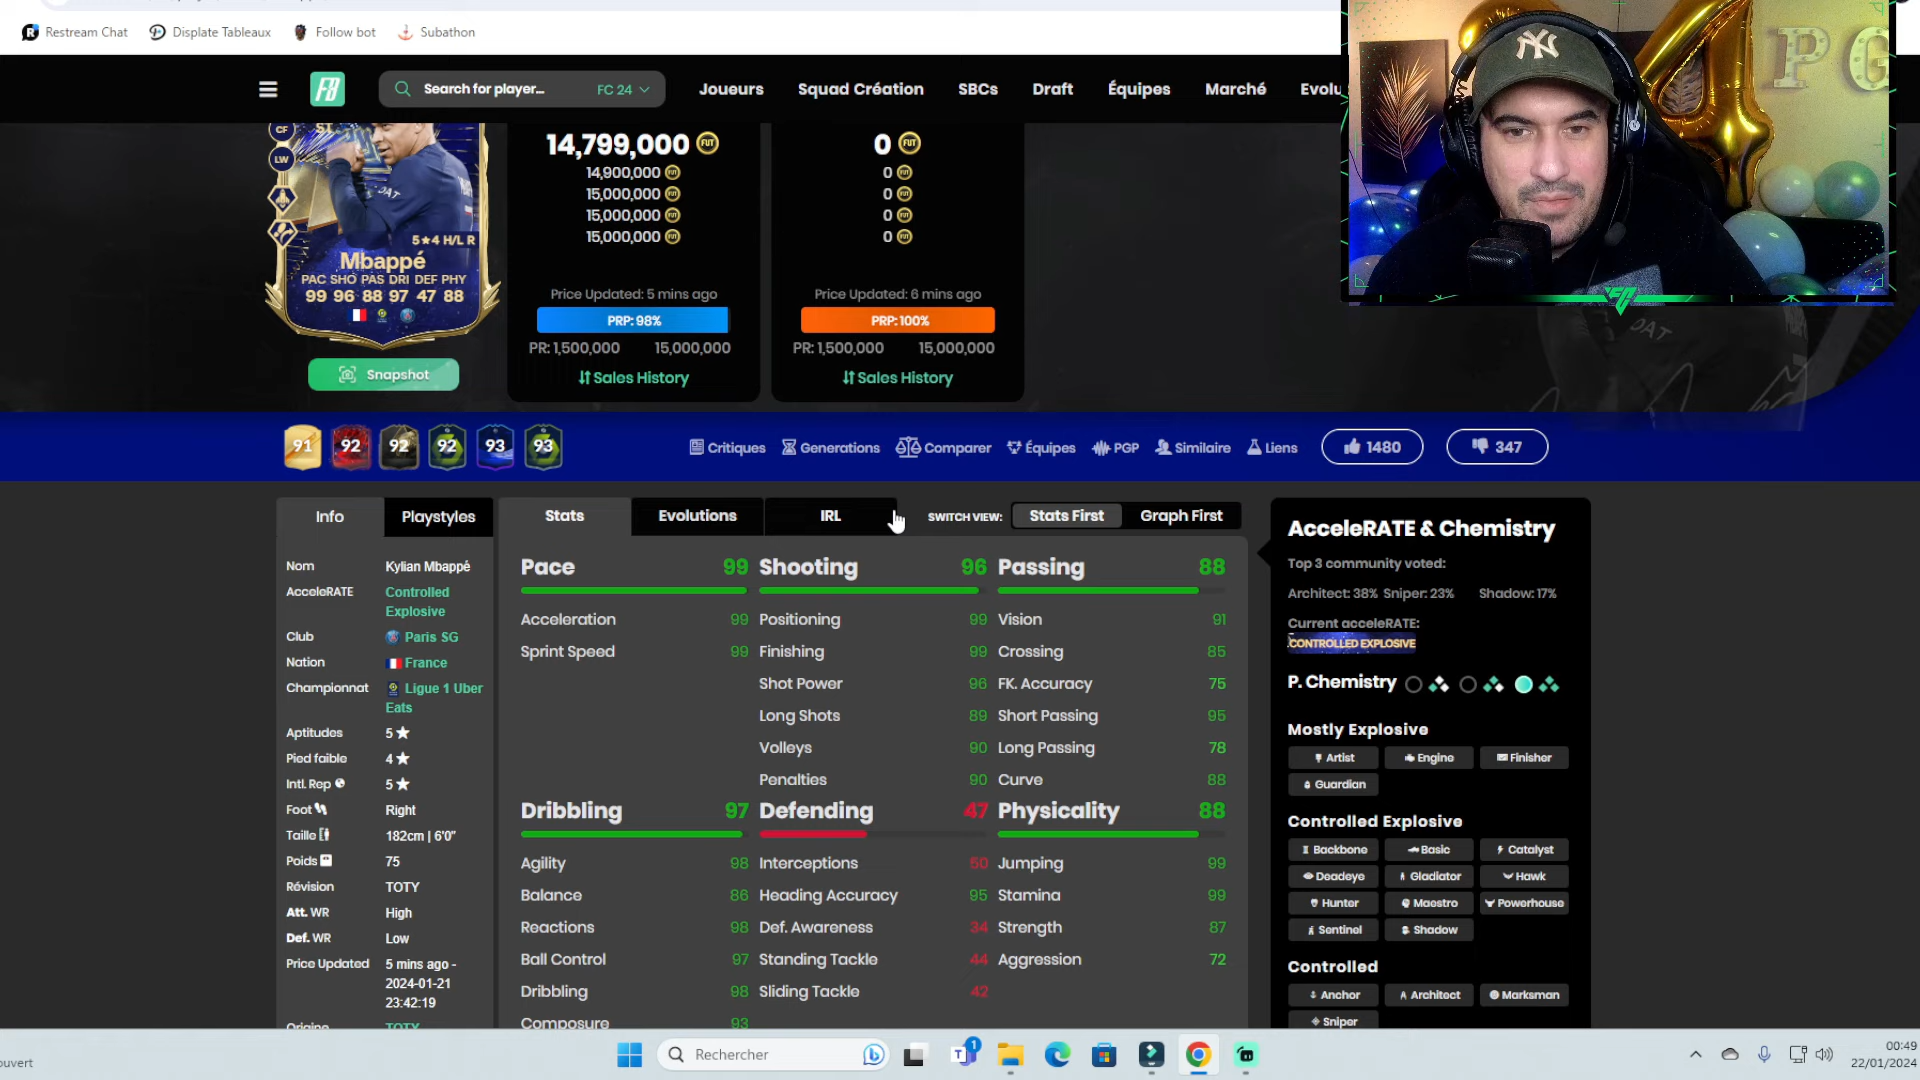 Restream Chat Displate Tableaux Follow bot Subathon
Search for player... FC 24 Joueurs Squad Création SBCs Draft Équipes Marché Evolu
CF ST
LW
5★4 H/L R
Mbappé
PAC SHO PAS DRI DEF PHY
99 96 88 97 47 88
Snapshot
14,799,000
14,900,000
15,000,000
15,000,000
15,000,000
Price Updated: 5 mins ago
PRP: 98%
PR: 1,500,000 15,000,000
Sales History
0
0
0
0
0
Price Updated: 6 mins ago
PRP: 100%
PR: 1,500,000 15,000,000
Sales History
NY
PG
91 92 92 92 93 93 Critiques Generations Comparer Équipes PGP Similaire Liens 1480 347
Info Playstyles
Nom Kylian Mbappé
AcceleRATE Controlled
Explosive
Club Paris SG
Nation France
Championnat Ligue 1 Uber
Eats
Aptitudes 5 ★
Pied faible 4 ★
Intl. Rep 5 ★
Foot Right
Taille 182cm | 6'0"
Poids 75
Révision TOTY
Att. WR High
Def. WR Low
Price Updated 5 mins ago -
2024-01-21
23:42:19
Origine TOTY
Stats Evolutions IRL SWITCH VIEW: Stats First Graph First
Pace 99 Shooting 96 Passing 88
Acceleration 99 Positioning 99 Vision 91
Sprint Speed 99 Finishing 99 Crossing 85
Shot Power 96 FK. Accuracy 75
Long Shots 89 Short Passing 95
Volleys 90 Long Passing 78
Penalties 90 Curve 88
Dribbling 97 Defending 47 Physicality 88
Agility 98 Interceptions 50 Jumping 99
Balance 86 Heading Accuracy 95 Stamina 99
Reactions 98 Def. Awareness 34 Strength 87
Ball Control 97 Standing Tackle 44 Aggression 72
Dribbling 98 Sliding Tackle 42
Composure 93
AcceleRATE & Chemistry
Top 3 community voted:
Architect: 38% Sniper: 23% Shadow: 17%
Current acceleRATE:
CONTROLLED EXPLOSIVE
P. Chemistry
Mostly Explosive
Artist Engine Finisher
Guardian
Controlled Explosive
Backbone Basic Catalyst
Deadeye Gladiator Hawk
Hunter Maestro Powerhouse
Sentinel Shadow
Controlled
Anchor Architect Marksman
Sniper
ouvert
Rechercher
1
00:49
22/01/2024